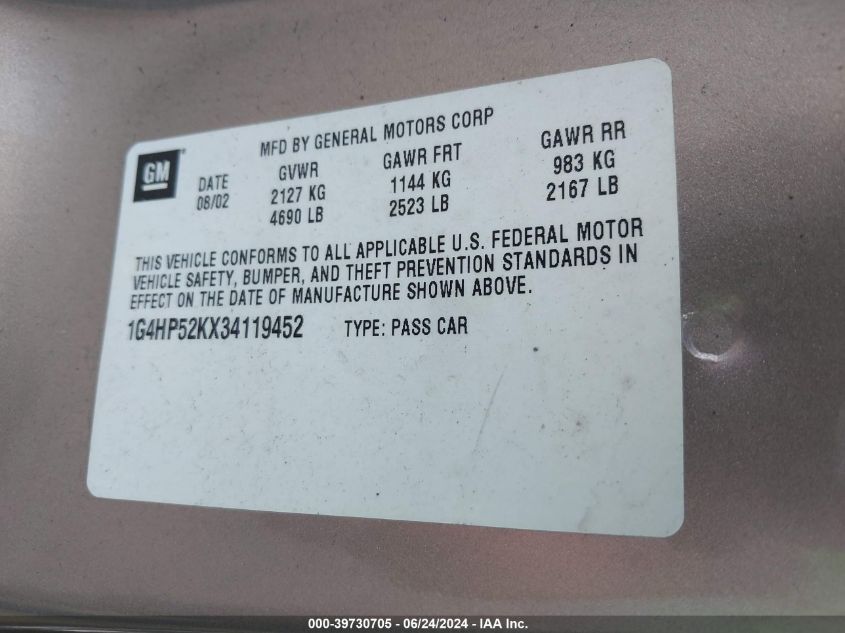 MFD BY GENERAL MOTORS CORP
GM
DATE GVWR GAWR FRT GAWR RR
08/02 2127 KG 1144 KG 983 KG
4690 LB 2523 LB 2167 LB
THIS VEHICLE CONFORMS TO ALL APPLICABLE U.S. FEDERAL MOTOR
VEHICLE SAFETY, BUMPER, AND THEFT PREVENTION STANDARDS IN
EFFECT ON THE DATE OF MANUFACTURE SHOWN ABOVE.
1G4HP52KX34119452 TYPE: PASS CAR
000-39730705 - 06/24/2024 - IAA Inc.